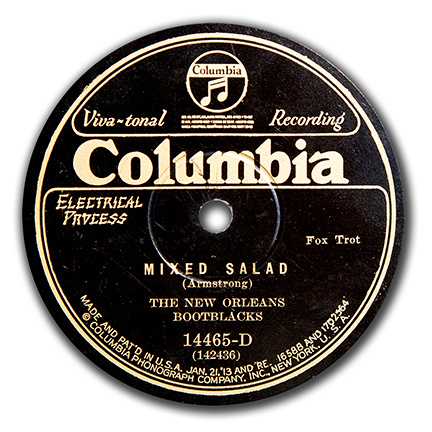 Columbia
Viva-tonal Recording
Columbia
ELECTRICAL
PROCESS
Fox Trot
MIXED SALAD
(Armstrong)
THE NEW ORLEANS
BOOTBLACKS
14465-D
(142436)
MADE AND PAT'D IN U.S.A. JAN. 21, '13 AND RE. 16588 AND 1702564
© COLUMBIA PHONOGRAPH COMPANY, INC., NEW YORK, U.S.A.